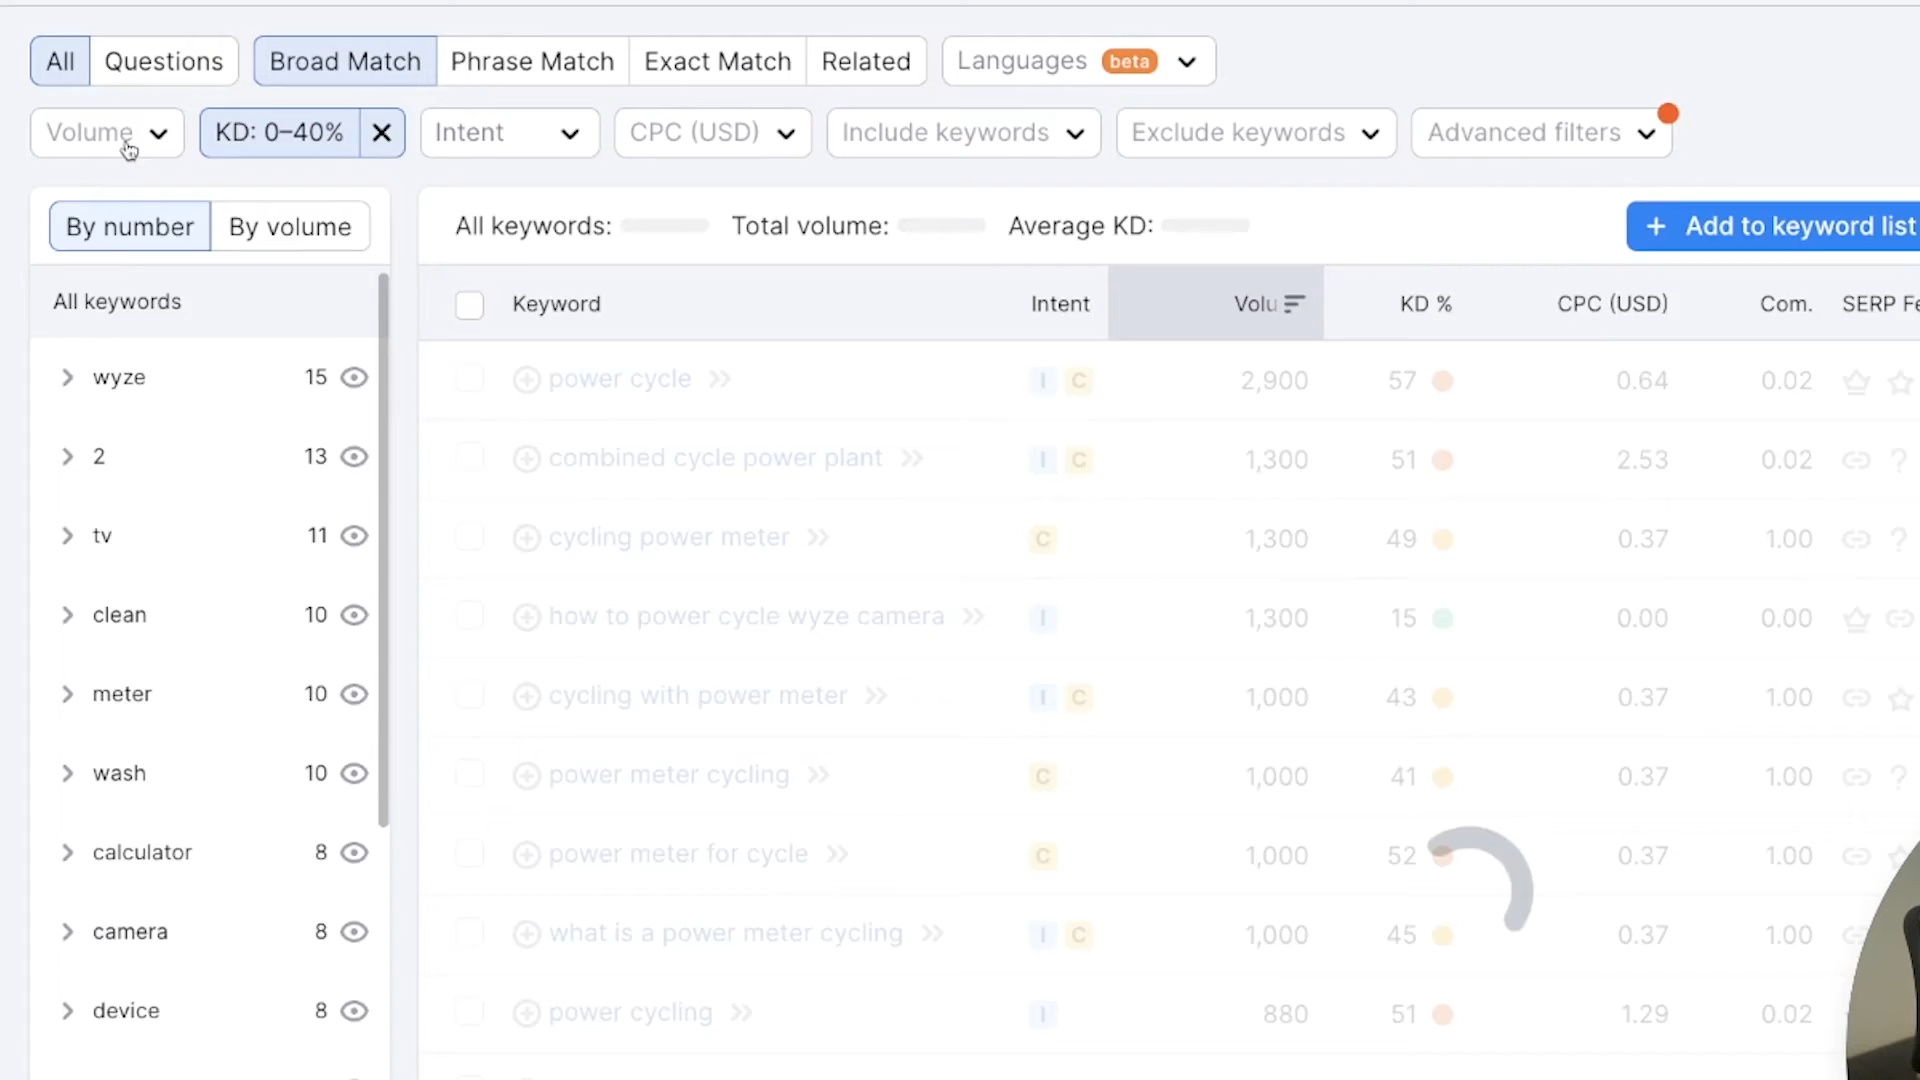 All Questions Broad Match Phrase Match Exact Match Related Languages beta
Volume KD: 0–40% Intent CPC (USD) Include keywords Exclude keywords Advanced filters
By number By volume All keywords: Total volume: Average KD: + Add to keyword list
All keywords Keyword Intent Volu KD % CPC (USD) Com. SERP Fe
wyze 15 power cycle I C 2,900 57 0.64 0.02
2 13 combined cycle power plant I C 1,300 51 2.53 0.02 ?
tv 11 cycling power meter C 1,300 49 0.37 1.00 ?
clean 10 how to power cycle wyze camera I 1,300 15 0.00 0.00
meter 10 cycling with power meter I C 1,000 43 0.37 1.00
wash 10 power meter cycling C 1,000 41 0.37 1.00 ?
calculator 8 power meter for cycle C 1,000 52 0.37 1.00
camera 8 what is a power meter cycling I C 1,000 45 0.37 1.00
device 8 power cycling I 880 51 1.29 0.02